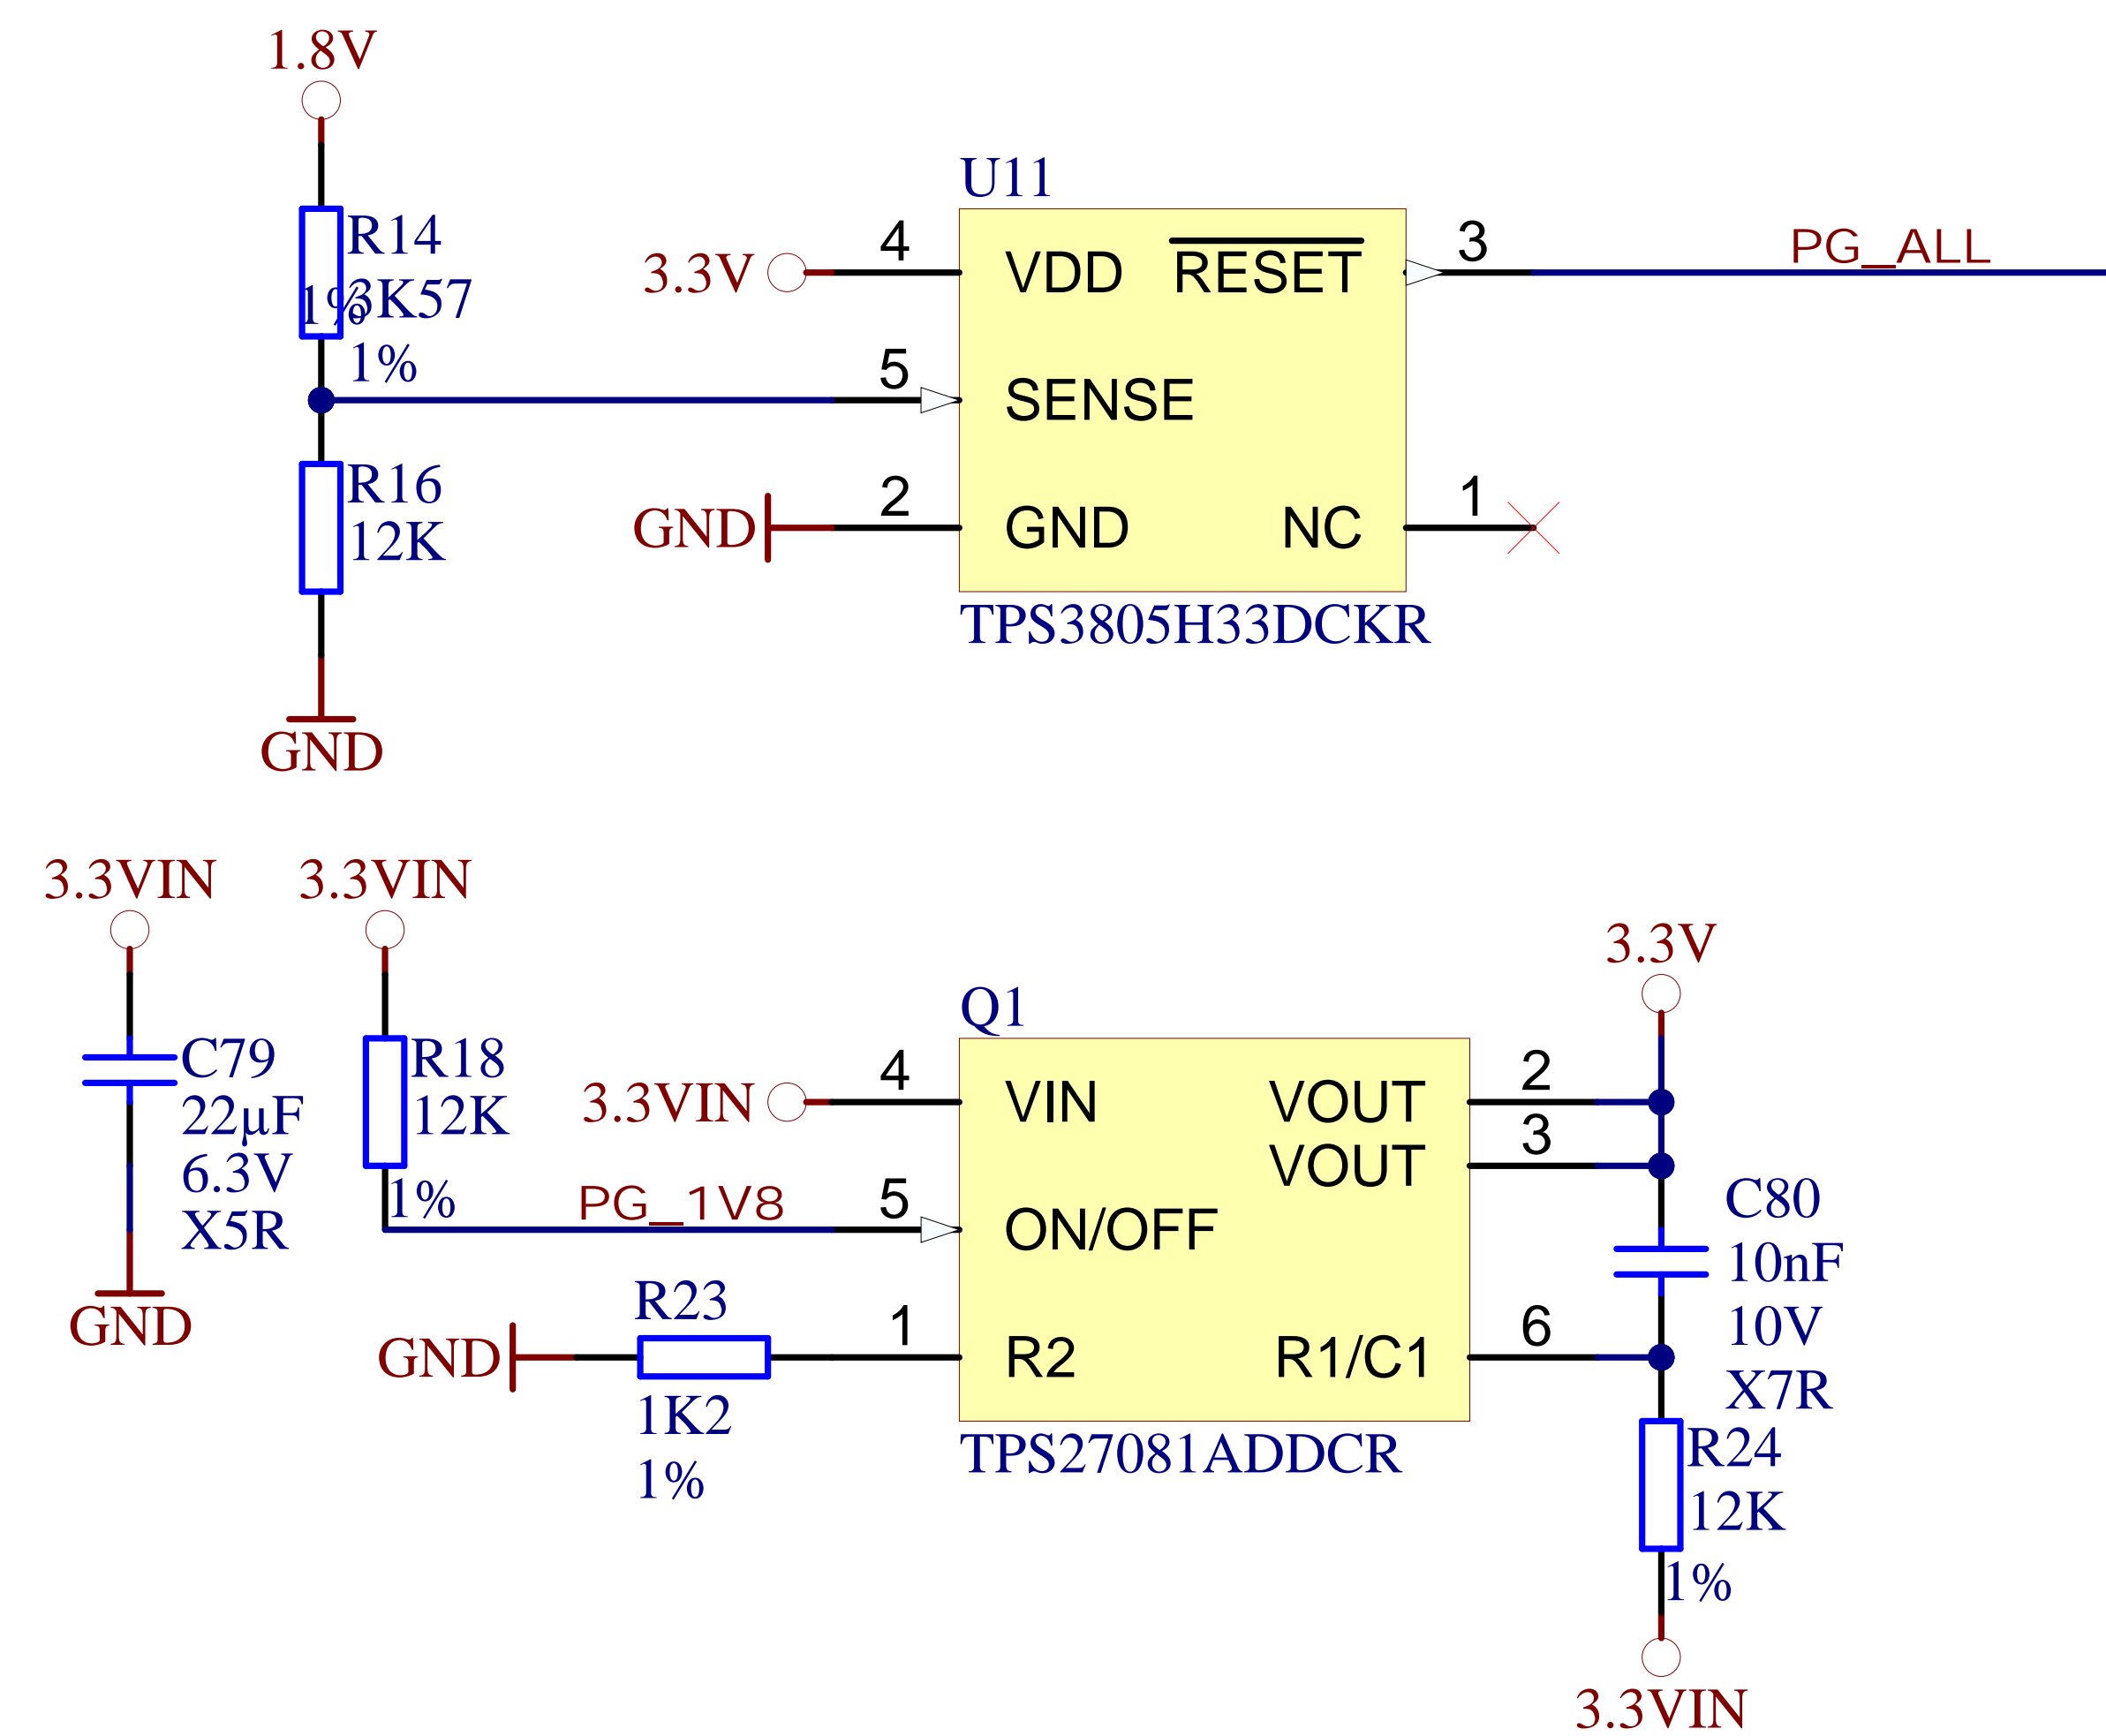 1.8V
R14
3K57
1%
1%
R16
12K
GND
U11
3.3V
4
VDD
RESET
3
PG_ALL
5
SENSE
GND
2
GND
NC
1
TPS3805H33DCKR
3.3VIN
C79
22µF
6.3V
X5R
GND
3.3VIN
R18
12K
1%
Q1
3.3VIN
4
VIN
VOUT
2
VOUT
3
PG_1V8
5
ON/OFF
GND
R23
1K2
1%
1
R2
R1/C1
6
TPS27081ADDCR
3.3V
C80
10nF
10V
X7R
R24
12K
1%
3.3VIN